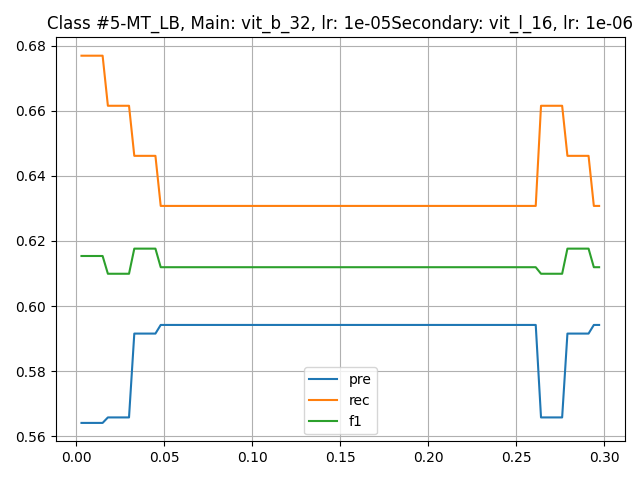 Class #5-MT_LB, Main: vit_b_32, lr: 1e-05Secondary: vit_l_16, lr: 1e-06
0.68
0.66
0.64
0.62
0.60
0.58
0.56
pre
rec
f1
0.00 0.05 0.10 0.15 0.20 0.25 0.30